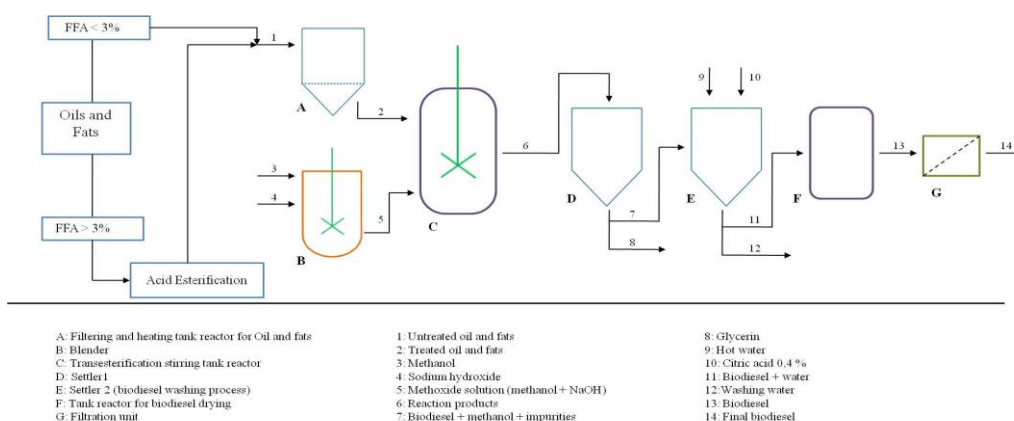 FFA < 3%
Oils and
Fats
FFA > 3%
Acid Esterification
1
A
2
3
4
B
5
C
6
D
7
8
9
10
E
11
12
F
13
G
14
A: Filtering and heating tank reactor for Oil and fats
B: Blender
C: Transesterification stirring tank reactor
D: Settler1
E: Settler 2 (biodiesel washing process)
F: Tank reactor for biodiesel drying
G: Filtration unit
1: Untreated oil and fats
2: Treated oil and fats
3: Methanol
4: Sodium hydroxide
5: Methoxide solution (methanol + NaOH)
6: Reaction products
7: Biodiesel + methanol + impurities
8: Glycerin
9: Hot water
10: Citric acid 0,4 %
11: Biodiesel + water
12: Washing water
13: Biodiesel
14: Final biodiesel